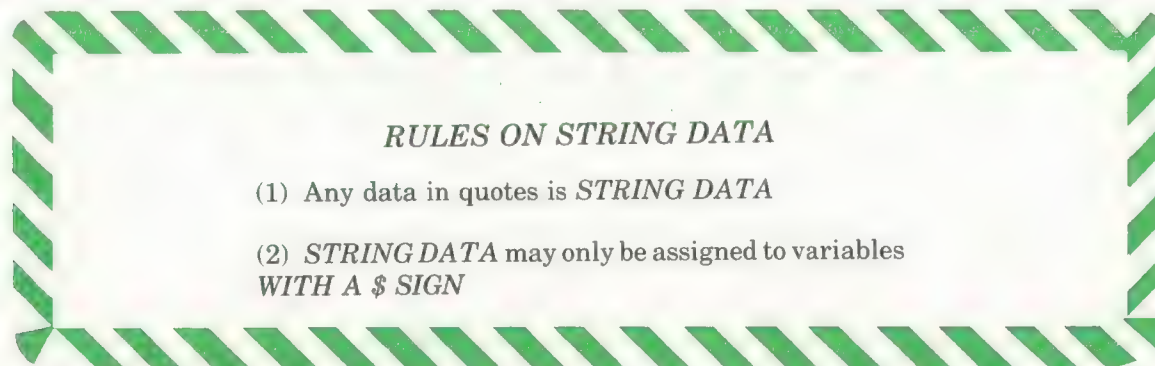 RULES ON STRING DATA
(1) Any data in quotes is STRING DATA
(2) STRING DATA may only be assigned to variables
WITH A $ SIGN